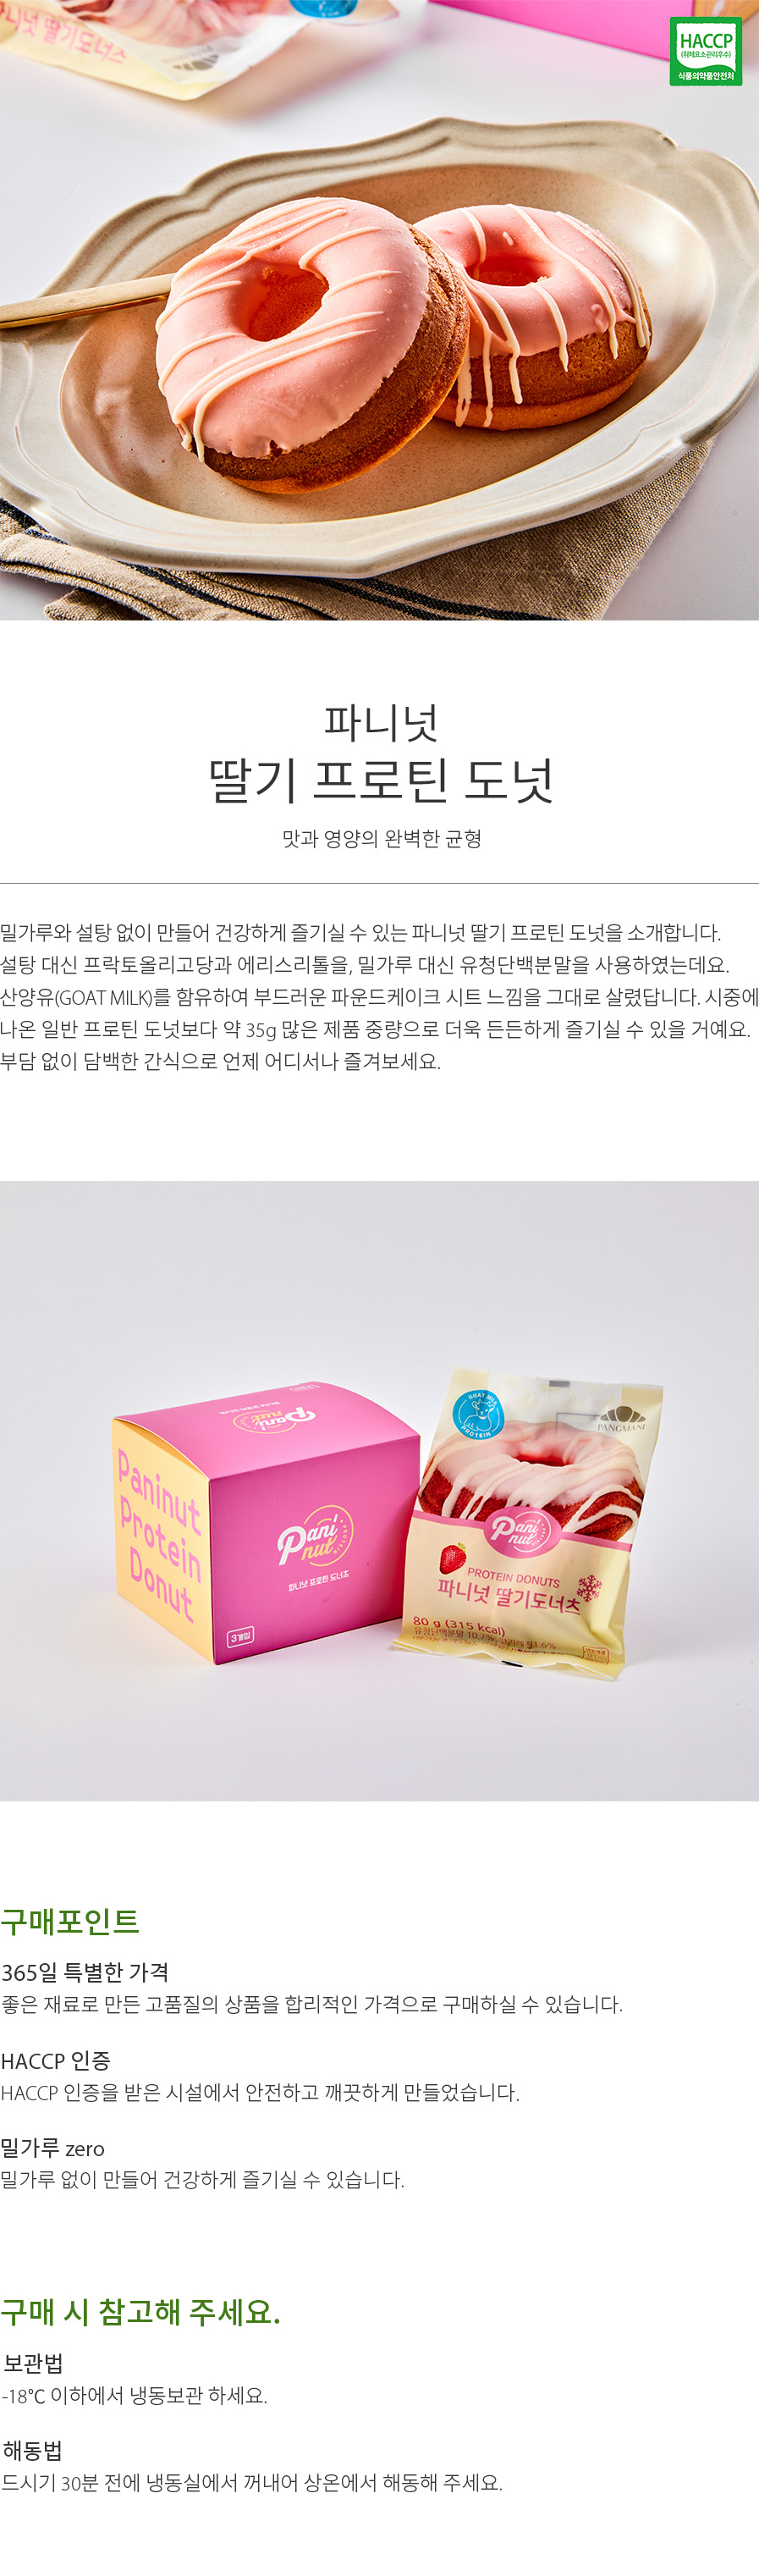 파니넛 딸기도너츠
HACCP
(위해요소관리우수)
식품의약품안전처
파니넛
딸기 프로틴 도넛
맛과 영양의 완벽한 균형
밀가루와 설탕 없이 만들어 건강하게 즐기실 수 있는 파니넛 딸기 프로틴 도넛을 소개합니다.
설탕 대신 프락토올리고당과 에리스리톨을, 밀가루 대신 유청단백분말을 사용하였는데요.
산양유(GOAT MILK)를 함유하여 부드러운 파운드케이크 시트 느낌을 그대로 살렸답니다. 시중에
나온 일반 프로틴 도넛보다 약 35g 많은 제품 중량으로 더욱 든든하게 즐기실 수 있을 거예요.
부담 없이 담백한 간식으로 언제 어디서나 즐겨보세요.
Pani nut
Paninut
Protein
Donut
Pani nut
파니넛 프로틴 도너츠
3개입
GOAT MILK
PROTEIN
PANGMANI
Pani nut
PROTEIN DONUTS
파니넛 딸기도너츠
80 g (315 kcal)
구매포인트
365일 특별한 가격
좋은 재료로 만든 고품질의 상품을 합리적인 가격으로 구매하실 수 있습니다.
HACCP 인증
HACCP 인증을 받은 시설에서 안전하고 깨끗하게 만들었습니다.
밀가루 zero
밀가루 없이 만들어 건강하게 즐기실 수 있습니다.
구매 시 참고해 주세요.
보관법
-18℃ 이하에서 냉동보관 하세요.
해동법
드시기 30분 전에 냉동실에서 꺼내어 상온에서 해동해 주세요.